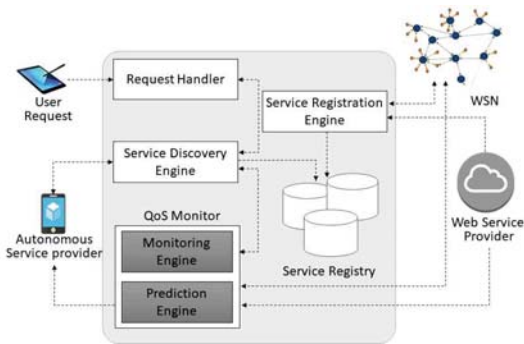 Request Handler
User
Request
WSN
Service Registration
Engine
Service Discovery
Engine
QoS Monitor
Autonomous
Service provider
Monitoring
Engine
Web Service
Provider
Service Registry
Prediction
Engine